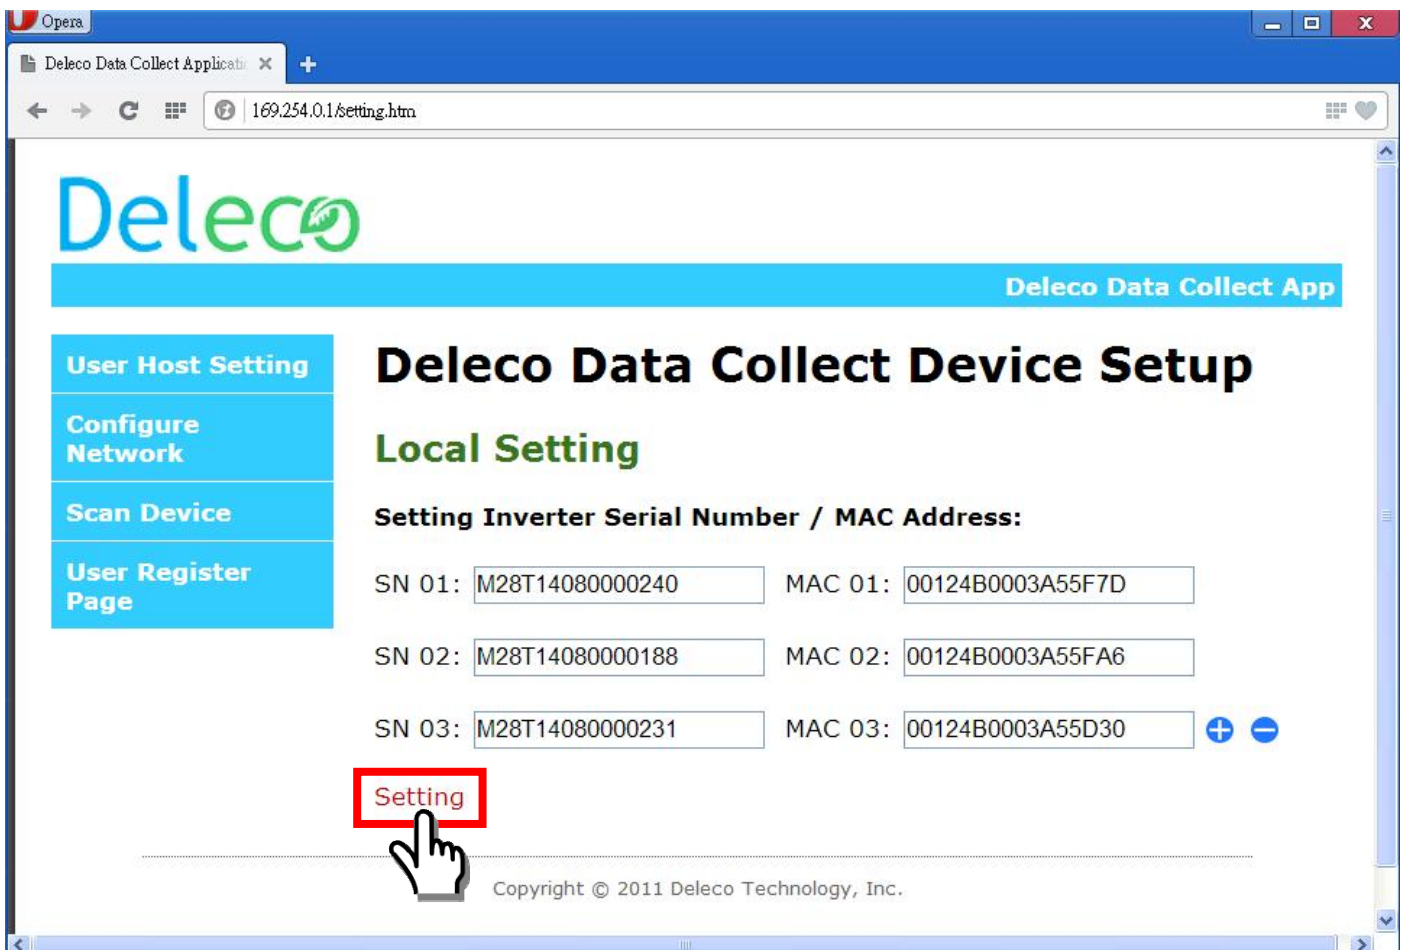 Opera
Deleco Data Collect Applicatio
169.254.0.1/setting.htm
Deleco
Deleco Data Collect App
User Host Setting
Configure
Network
Scan Device
User Register
Page
Deleco Data Collect Device Setup
Local Setting
Setting Inverter Serial Number / MAC Address:
SN 01: M28T14080000240 MAC 01: 00124B0003A55F7D
SN 02: M28T14080000188 MAC 02: 00124B0003A55FA6
SN 03: M28T14080000231 MAC 03: 00124B0003A55D30
Setting
Copyright © 2011 Deleco Technology, Inc.